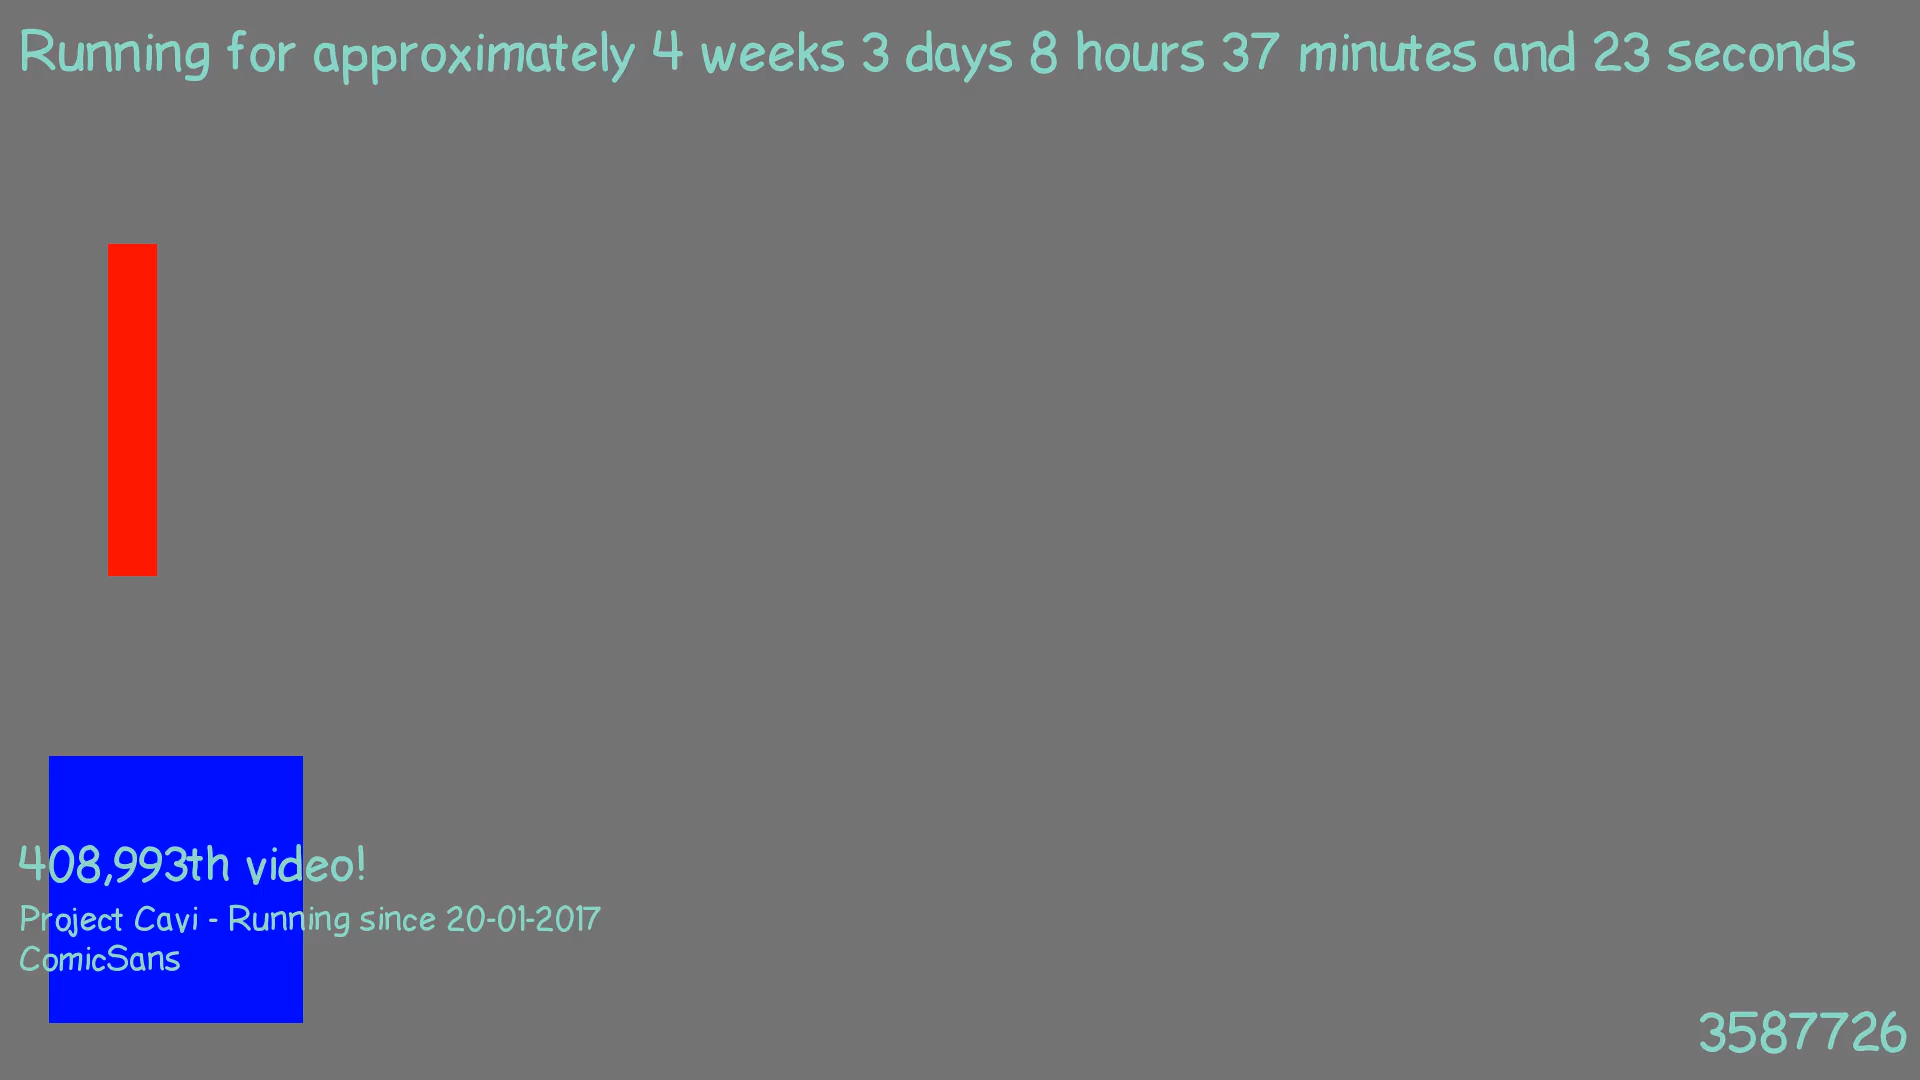 Running for approximately 4 weeks 3 days 8 hours 37 minutes and 23 seconds
408,993th video!
Project Cavi - Running since 20-01-2017
ComicSans
3587726